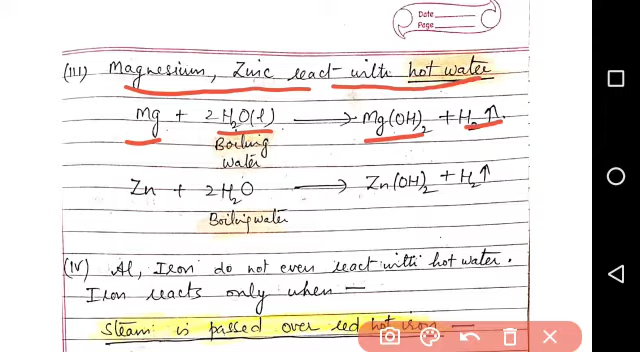 Date
Page
(III) Magnesium, Zinc react with hot water
Mg + 2H₂O(l) ⟶ Mg(OH)₂ + H₂↑.
Boiling
water
Zn + 2H₂O ⟶ Zn(OH)₂ + H₂↑
Boiling water
(IV) Al, Iron do not even react with hot water.
Iron reacts only when —
Steam is passed over red hot iron —